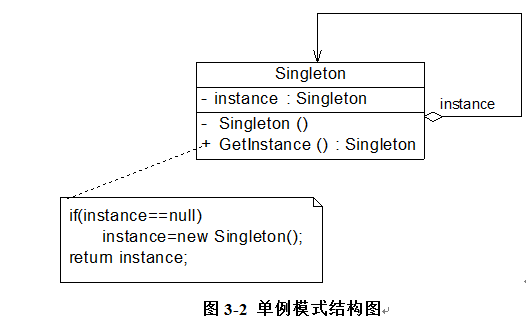 Singleton
- instance : Singleton
instance
- Singleton ()
+ GetInstance () : Singleton
if(instance==null)
instance=new Singleton();
return instance;
图 3-2 单例模式结构图